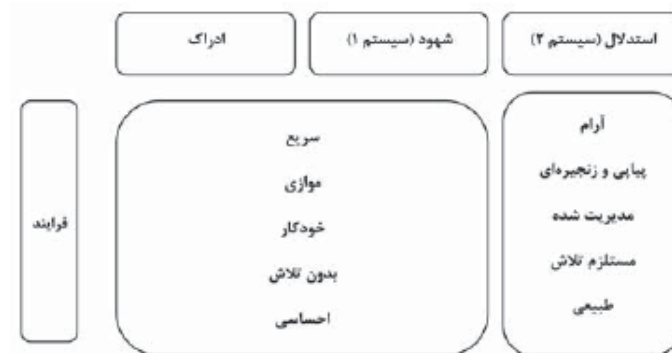 استدلال (سیستم ۲)
شهود (سیستم ۱)
ادراک
آرام
پیاپی و زنجیره‌ای
مدیریت شده
مستلزم تلاش
طبیعی
سریع
موازی
خودکار
بدون تلاش
احساسی
فرایند